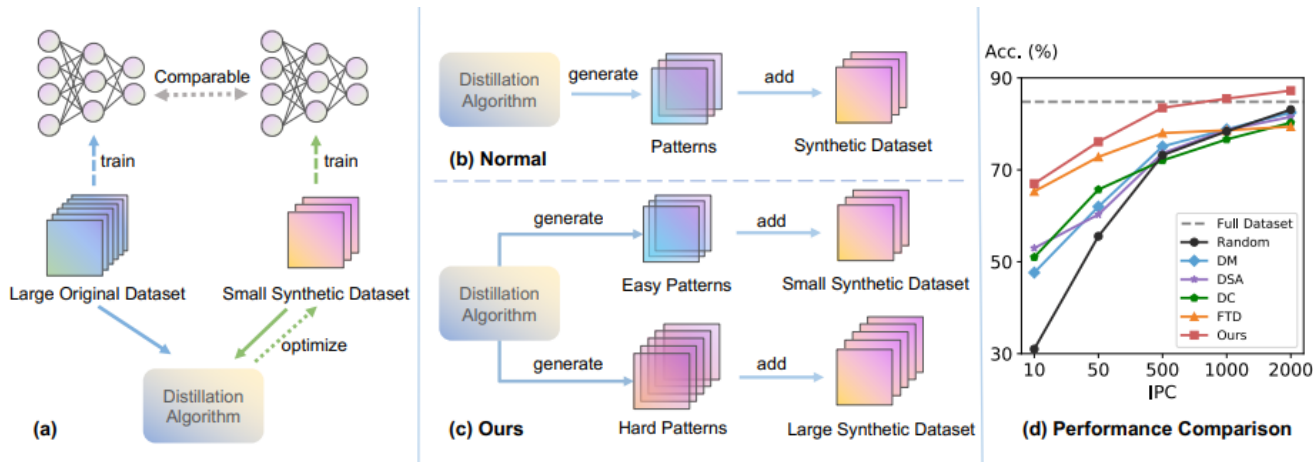 Comparable
train
train
Large Original Dataset
Small Synthetic Dataset
optimize
Distillation
Algorithm
(a)
Distillation
Algorithm
generate
add
Patterns
Synthetic Dataset
(b) Normal
generate
add
Easy Patterns
Small Synthetic Dataset
Distillation
Algorithm
generate
add
Hard Patterns
Large Synthetic Dataset
(c) Ours
Acc. (%)
90
70
50
30
Full Dataset
Random
DM
DSA
DC
FTD
Ours
10
50
500
1000
2000
IPC
(d) Performance Comparison